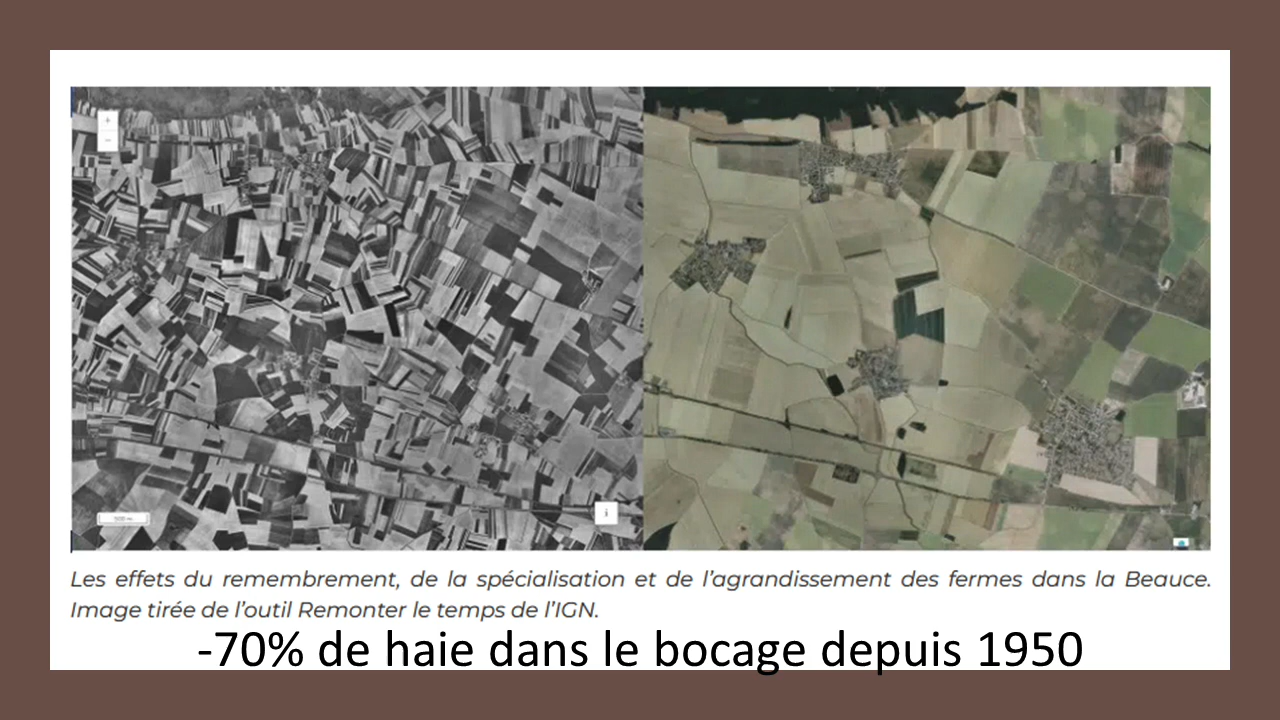 Les effets du remembrement, de la spécialisation et de l'agrandissement des fermes dans la Beauce.
Image tirée de l'outil Remonter le temps de l'IGN.
-70% de haie dans le bocage depuis 1950